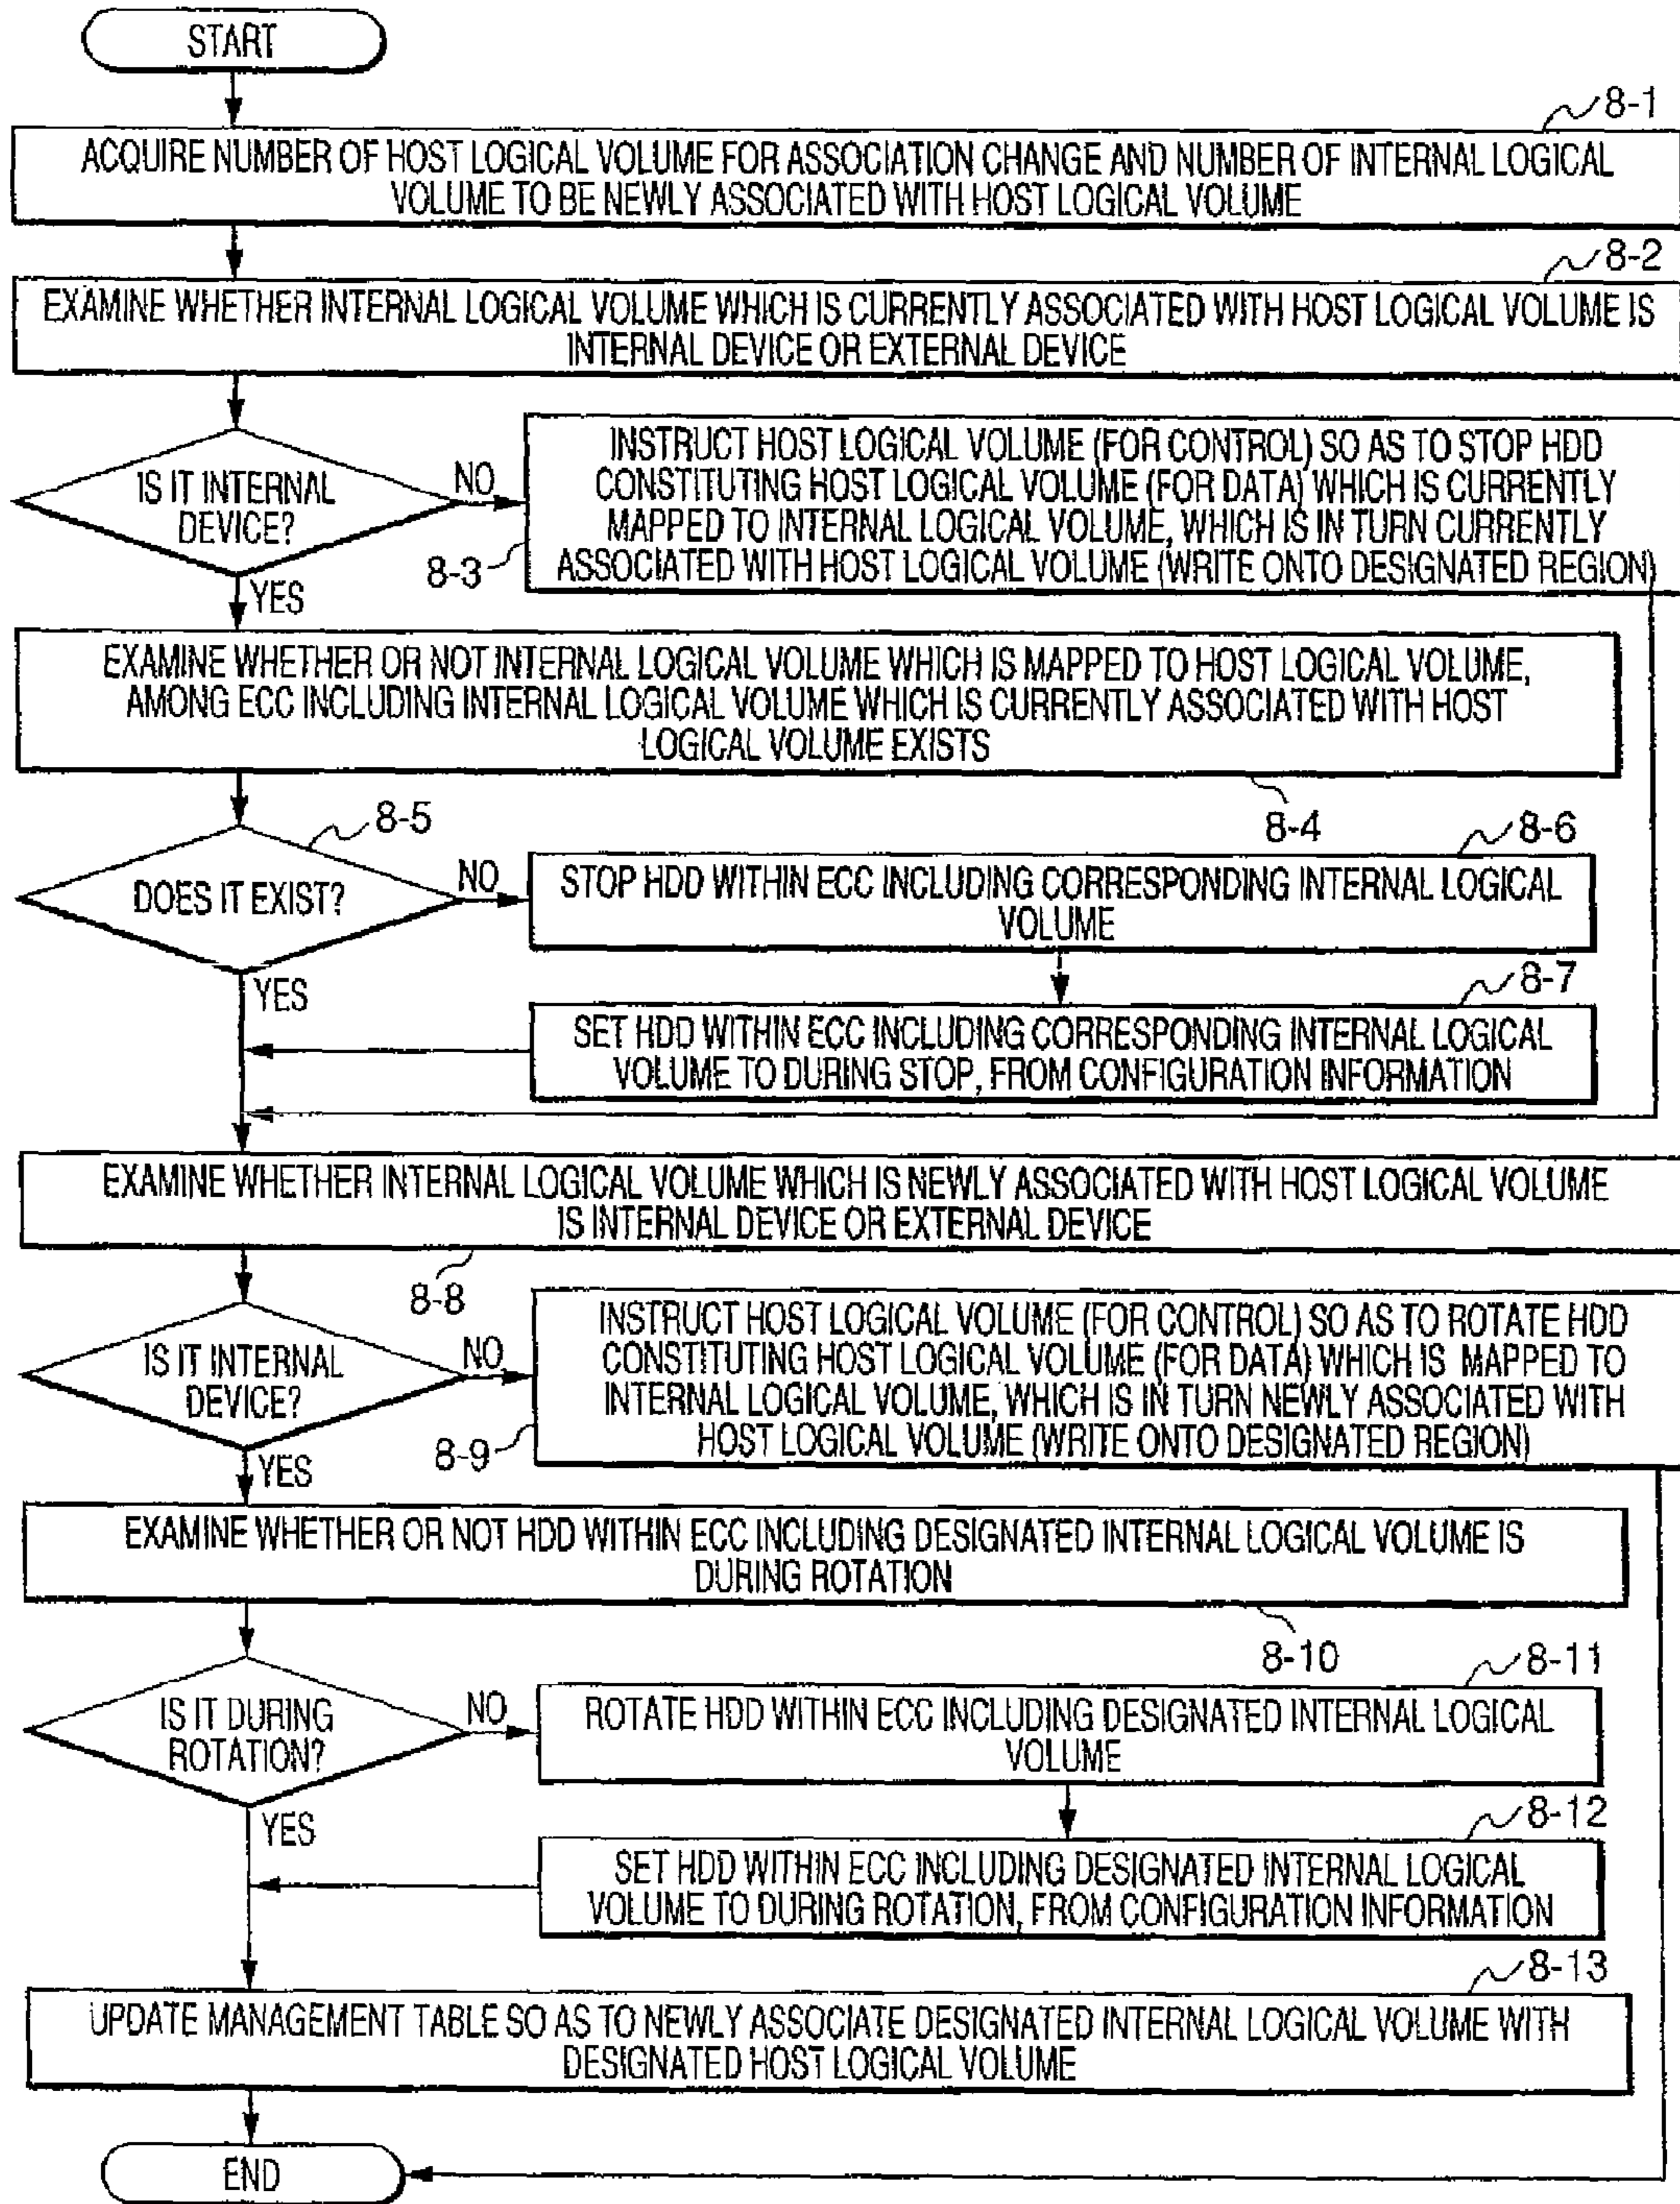 START
8-1
ACQUIRE NUMBER OF HOST LOGICAL VOLUME FOR ASSOCIATION CHANGE AND NUMBER OF INTERNAL LOGICAL
VOLUME TO BE NEWLY ASSOCIATED WITH HOST LOGICAL VOLUME
8-2
EXAMINE WHETHER INTERNAL LOGICAL VOLUME WHICH IS CURRENTLY ASSOCIATED WITH HOST LOGICAL VOLUME IS
INTERNAL DEVICE OR EXTERNAL DEVICE
IS IT INTERNAL
DEVICE?
NO
YES
INSTRUCT HOST LOGICAL VOLUME (FOR CONTROL) SO AS TO STOP HDD
CONSTITUTING HOST LOGICAL VOLUME (FOR DATA) WHICH IS CURRENTLY
MAPPED TO INTERNAL LOGICAL VOLUME, WHICH IS IN TURN CURRENTLY
ASSOCIATED WITH HOST LOGICAL VOLUME (WRITE ONTO DESIGNATED REGION)
8-3
EXAMINE WHETHER OR NOT INTERNAL LOGICAL VOLUME WHICH IS MAPPED TO HOST LOGICAL VOLUME,
AMONG ECC INCLUDING INTERNAL LOGICAL VOLUME WHICH IS CURRENTLY ASSOCIATED WITH HOST
LOGICAL VOLUME EXISTS
8-4
8-5
DOES IT EXIST?
NO
YES
8-6
STOP HDD WITHIN ECC INCLUDING CORRESPONDING INTERNAL LOGICAL
VOLUME
8-7
SET HDD WITHIN ECC INCLUDING CORRESPONDING INTERNAL LOGICAL
VOLUME TO DURING STOP, FROM CONFIGURATION INFORMATION
EXAMINE WHETHER INTERNAL LOGICAL VOLUME WHICH IS NEWLY ASSOCIATED WITH HOST LOGICAL VOLUME
IS INTERNAL DEVICE OR EXTERNAL DEVICE
8-8
IS IT INTERNAL
DEVICE?
NO
YES
INSTRUCT HOST LOGICAL VOLUME (FOR CONTROL) SO AS TO ROTATE HDD
CONSTITUTING HOST LOGICAL VOLUME (FOR DATA) WHICH IS MAPPED TO
INTERNAL LOGICAL VOLUME, WHICH IS IN TURN NEWLY ASSOCIATED WITH
HOST LOGICAL VOLUME (WRITE ONTO DESIGNATED REGION)
8-9
EXAMINE WHETHER OR NOT HDD WITHIN ECC INCLUDING DESIGNATED INTERNAL LOGICAL VOLUME IS
DURING ROTATION
8-10
IS IT DURING
ROTATION?
NO
YES
8-11
ROTATE HDD WITHIN ECC INCLUDING DESIGNATED INTERNAL LOGICAL
VOLUME
8-12
SET HDD WITHIN ECC INCLUDING DESIGNATED INTERNAL LOGICAL
VOLUME TO DURING ROTATION, FROM CONFIGURATION INFORMATION
8-13
UPDATE MANAGEMENT TABLE SO AS TO NEWLY ASSOCIATE DESIGNATED INTERNAL LOGICAL VOLUME WITH
DESIGNATED HOST LOGICAL VOLUME
END